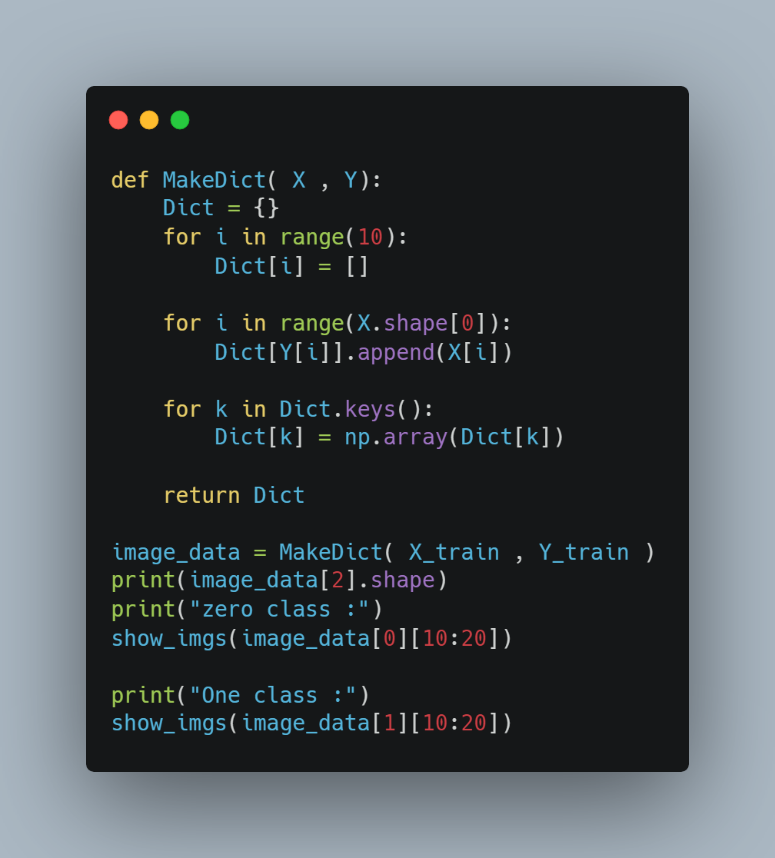 def MakeDict( X , Y):
    Dict = {}
    for i in range(10):
        Dict[i] = []

    for i in range(X.shape[0]):
        Dict[Y[i]].append(X[i])

    for k in Dict.keys():
        Dict[k] = np.array(Dict[k])

    return Dict

image_data = MakeDict( X_train , Y_train )
print(image_data[2].shape)
print("zero class :")
show_imgs(image_data[0][10:20])

print("One class :")
show_imgs(image_data[1][10:20])